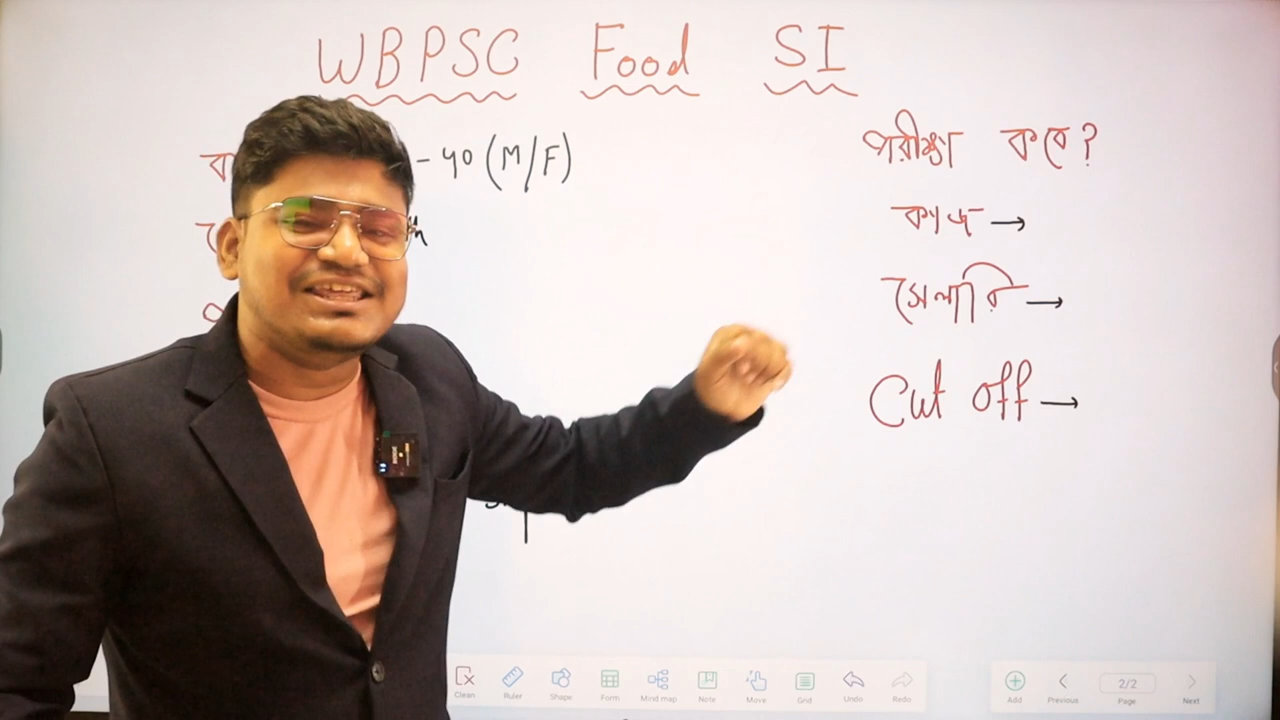 WBPSC Food SI
- 40 (M/F)
পরীক্ষা কবে?
কাজ →
সেলারি →
Cut off →
Clean Ruler Shape Form Mind map Note Move Grid Undo Redo
Add Previous 2/2 Page Next